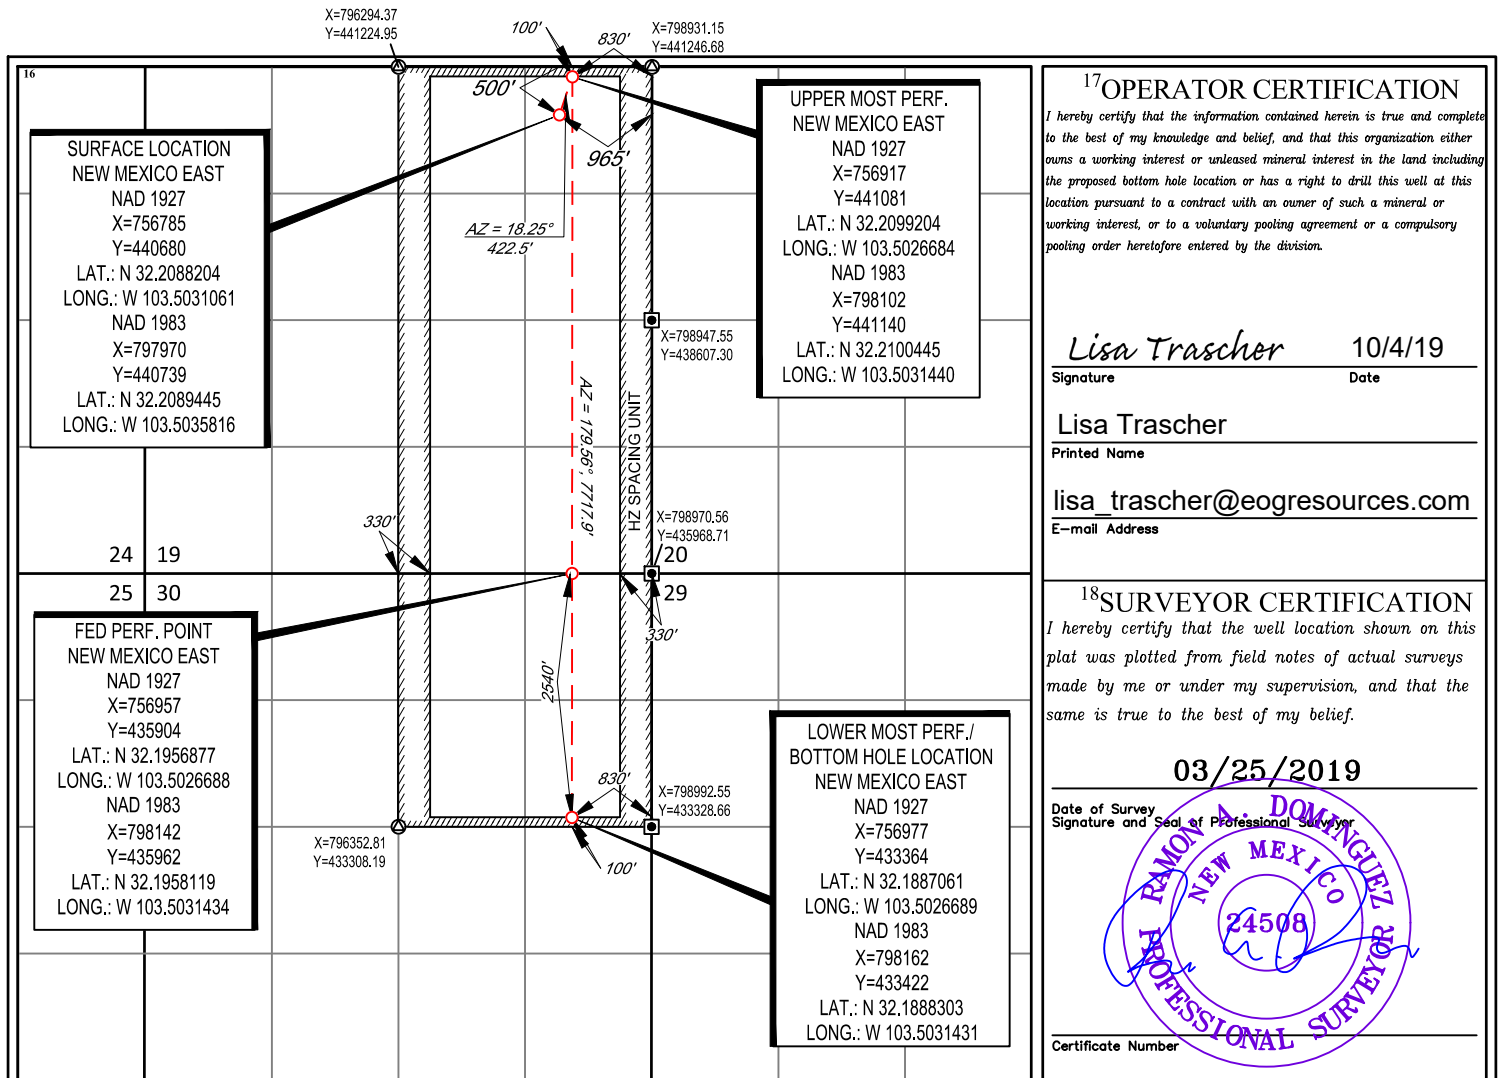 16
X=796294.37
Y=441224.95
100'
830'
X=798931.15
Y=441246.68
500'
965'
SURFACE LOCATION
NEW MEXICO EAST
NAD 1927
X=756785
Y=440680
LAT.: N 32.2088204
LONG.: W 103.5031061
NAD 1983
X=797970
Y=440739
LAT.: N 32.2089445
LONG.: W 103.5035816
AZ = 18.25°
422.5'
UPPER MOST PERF.
NEW MEXICO EAST
NAD 1927
X=756917
Y=441081
LAT.: N 32.2099204
LONG.: W 103.5026684
NAD 1983
X=798102
Y=441140
LAT.: N 32.2100445
LONG.: W 103.5031440
X=798947.55
Y=438607.30
AZ = 179.56°, 7717.9'
HZ SPACING UNIT
330'
X=798970.56
Y=435968.71
24 19
20
25 30
29
330'
FED PERF. POINT
NEW MEXICO EAST
NAD 1927
X=756957
Y=435904
LAT.: N 32.1956877
LONG.: W 103.5026688
NAD 1983
X=798142
Y=435962
LAT.: N 32.1958119
LONG.: W 103.5031434
2540'
830'
X=798992.55
Y=433328.66
X=796352.81
Y=433308.19
100'
LOWER MOST PERF./
BOTTOM HOLE LOCATION
NEW MEXICO EAST
NAD 1927
X=756977
Y=433364
LAT.: N 32.1887061
LONG.: W 103.5026689
NAD 1983
X=798162
Y=433422
LAT.: N 32.1888303
LONG.: W 103.5031431
17OPERATOR CERTIFICATION
I hereby certify that the information contained herein is true and complete
to the best of my knowledge and belief, and that this organization either
owns a working interest or unleased mineral interest in the land including
the proposed bottom hole location or has a right to drill this well at this
location pursuant to a contract with an owner of such a mineral or
working interest, or to a voluntary pooling agreement or a compulsory
pooling order heretofore entered by the division.
Lisa Trascher 10/4/19
Signature Date
Lisa Trascher
Printed Name
lisa_trascher@eogresources.com
E-mail Address
18SURVEYOR CERTIFICATION
I hereby certify that the well location shown on this
plat was plotted from field notes of actual surveys
made by me or under my supervision, and that the
same is true to the best of my belief.
03/25/2019
Date of Survey
Signature and Seal of Professional Surveyor
RAMON A. DOMINGUEZ
NEW MEXICO
24508
PROFESSIONAL SURVEYOR
Certificate Number